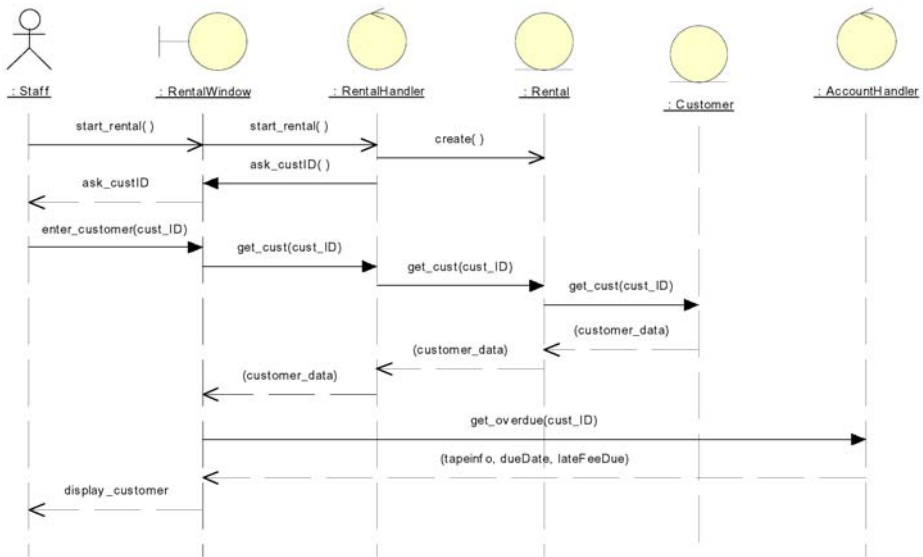 : Staff
: RentalWindow
: RentalHandler
: Rental
: Customer
: AccountHandler
start_rental( )
start_rental( )
create( )
ask_custID( )
ask_custID
enter_customer(cust_ID)
get_cust(cust_ID)
get_cust(cust_ID)
get_cust(cust_ID)
(customer_data)
(customer_data)
(customer_data)
get_overdue(cust_ID)
(tapeinfo, dueDate, lateFeeDue)
display_customer